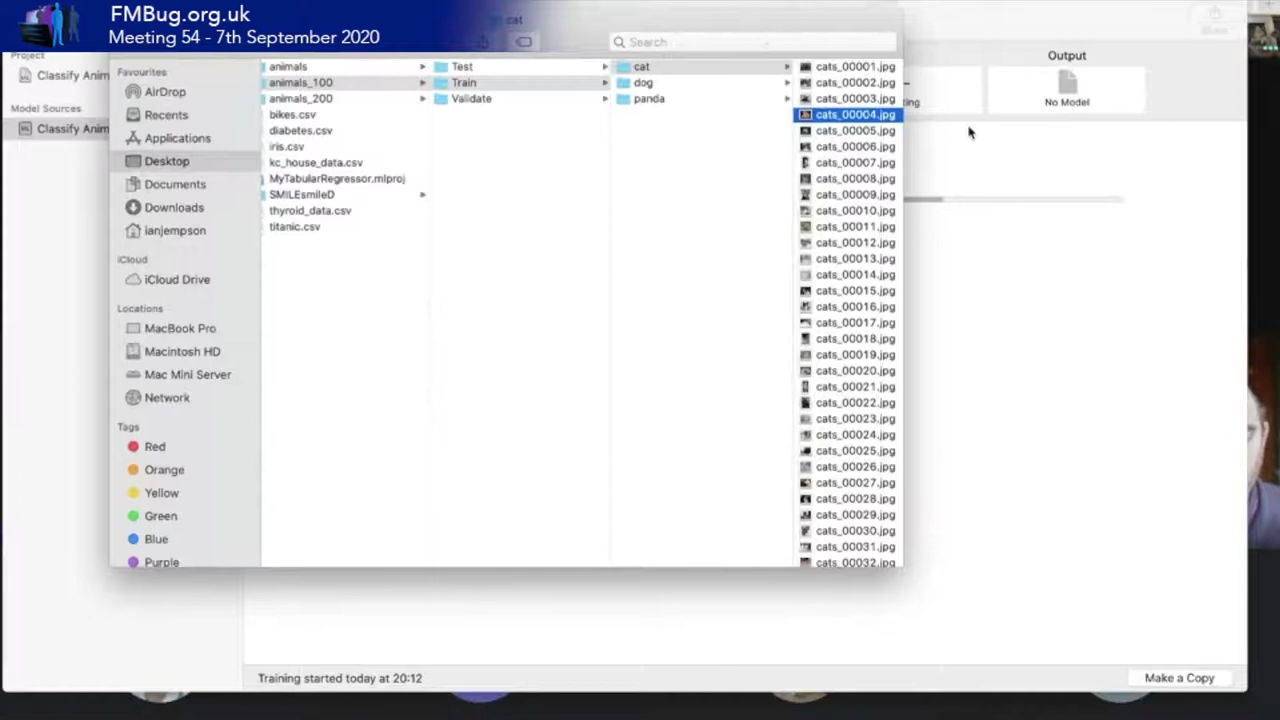 FMBug.org.uk
Meeting 54 - 7th September 2020
cat
Search
Project
Classify Anim
Model Sources
Classify Anim
Favourites
AirDrop
Recents
Applications
Desktop
Documents
Downloads
ianjempson
iCloud
iCloud Drive
Locations
MacBook Pro
Macintosh HD
Mac Mini Server
Network
Tags
Red
Orange
Yellow
Green
Blue
Purple
animals
animals_100
animals_200
bikes.csv
diabetes.csv
iris.csv
kc_house_data.csv
MyTabularRegressor.mlproj
SMILEsmileD
thyroid_data.csv
titanic.csv
Test
Train
Validate
cat
dog
panda
cats_00001.jpg
cats_00002.jpg
cats_00003.jpg
cats_00004.jpg
cats_00005.jpg
cats_00006.jpg
cats_00007.jpg
cats_00008.jpg
cats_00009.jpg
cats_00010.jpg
cats_00011.jpg
cats_00012.jpg
cats_00013.jpg
cats_00014.jpg
cats_00015.jpg
cats_00016.jpg
cats_00017.jpg
cats_00018.jpg
cats_00019.jpg
cats_00020.jpg
cats_00021.jpg
cats_00022.jpg
cats_00023.jpg
cats_00024.jpg
cats_00025.jpg
cats_00026.jpg
cats_00027.jpg
cats_00028.jpg
cats_00029.jpg
cats_00030.jpg
cats_00031.jpg
cats_00032.jpg
Output
No Model
ting
Training started today at 20:12
Make a Copy